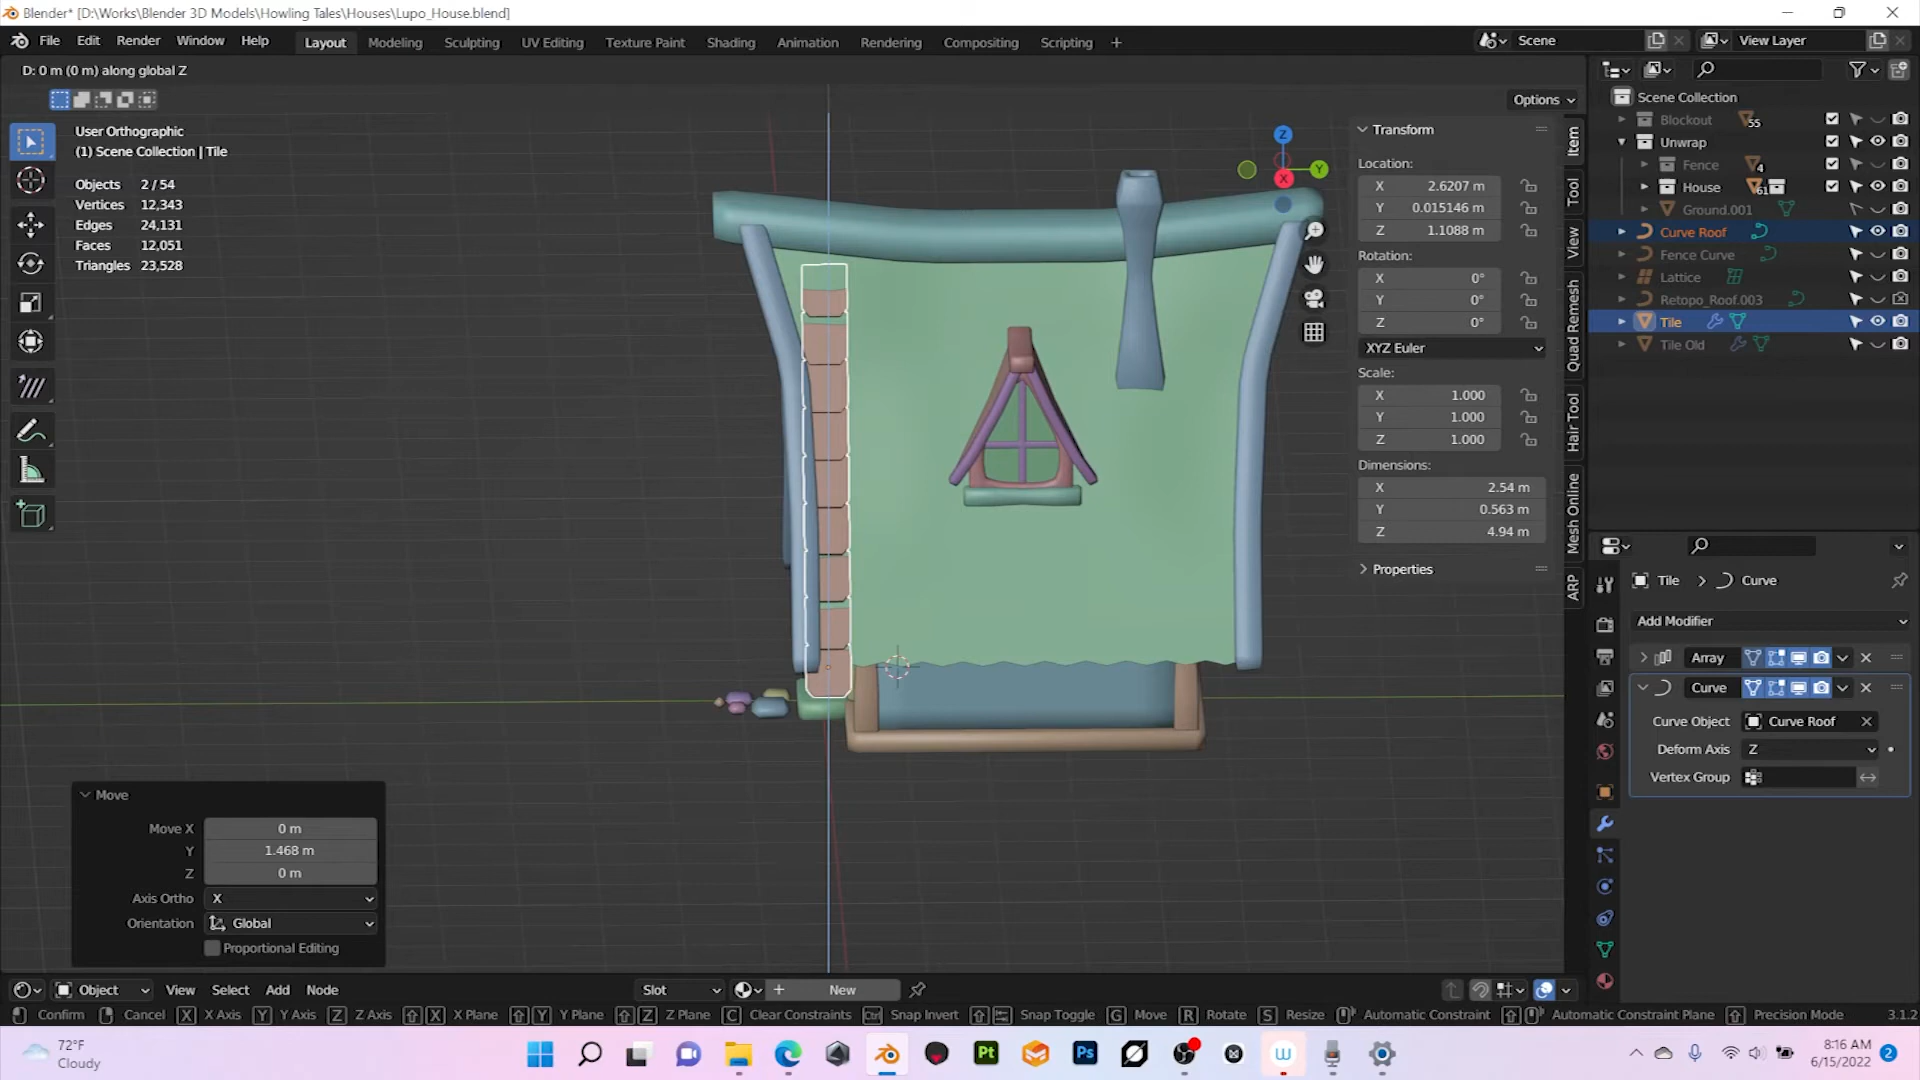 Blender* [D:\Works\Blender 3D Models\Howling Tales\Houses\Lupo_House.blend]
File Edit Render Window Help Layout Modeling Sculpting UV Editing Texture Paint Shading Animation Rendering Compositing Scripting + Scene View Layer
D: 0 m (0 m) along global Z
Options
User Orthographic
(1) Scene Collection | Tile
Objects 2 / 54
Vertices 12,343
Edges 24,131
Faces 12,051
Triangles 23,528
Z
Y
X
Transform
Location:
X 2.6207 m
Y 0.015146 m
Z 1.1088 m
Rotation:
X 0°
Y 0°
Z 0°
XYZ Euler
Scale:
X 1.000
Y 1.000
Z 1.000
Dimensions:
X 2.54 m
Y 0.563 m
Z 4.94 m
Properties
Item
Tool
View
Quad Remesh
Hair Tool
Mesh Online
ARP
Scene Collection
Blockout 55
Unwrap
Fence 4
House 61
Ground.001
Curve Roof
Fence Curve
Lattice
Retopo_Roof.003
Tile
Tile Old
Tile > Curve
Add Modifier
Array
Curve
Curve Object Curve Roof
Deform Axis Z
Vertex Group
Move
Move X 0 m
Y 1.468 m
Z 0 m
Axis Ortho X
Orientation Global
Proportional Editing
Object View Select Add Node Slot New
Confirm Cancel X X Axis Y Y Axis Z Z Axis X X Plane Y Y Plane Z Z Plane C Clear Constraints Ctrl Snap Invert Snap Toggle G Move R Rotate S Resize Automatic Constraint Automatic Constraint Plane Precision Mode 3.1.2
72°F
Cloudy
Pt
Ps
W
8:16 AM
6/15/2022
2